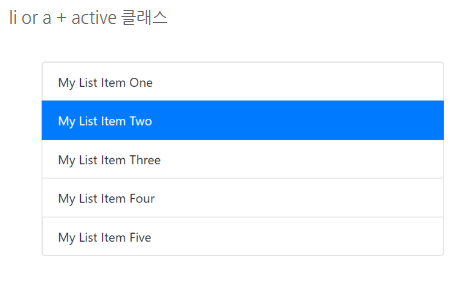 li or a + active 클래스
My List Item One
My List Item Two
My List Item Three
My List Item Four
My List Item Five